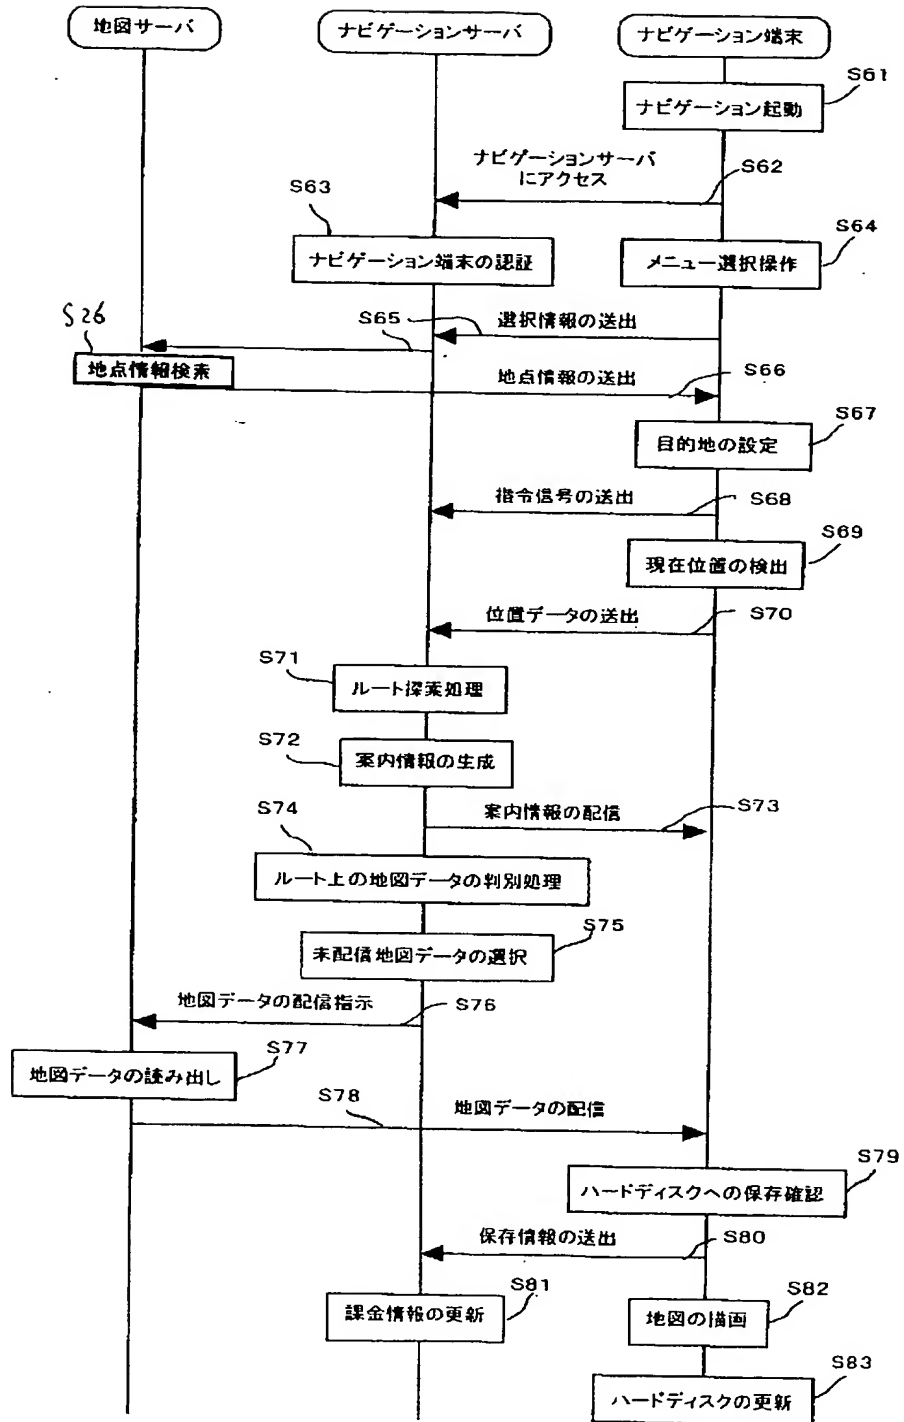 地図サーバ
ナビゲーションサーバ
ナビゲーション端末
S61
ナビゲーション起動
ナビゲーションサーバ
にアクセス
S62
S63
S64
ナビゲーション端末の認証
メニュー選択操作
S26
S65
選択情報の送出
地点情報検索
地点情報の送出
S66
S67
目的地の設定
指令信号の送出
S68
S69
現在位置の検出
位置データの送出
S70
S71
ルート探索処理
S72
案内情報の生成
S74
案内情報の配信
S73
ルート上の地図データの判別処理
S75
未配信地図データの選択
地図データの配信指示
S76
S77
地図データの読み出し
S78
地図データの配信
S79
ハードディスクへの保存確認
保存情報の送出
S80
S81
S82
課金情報の更新
地図の描画
S83
ハードディスクの更新